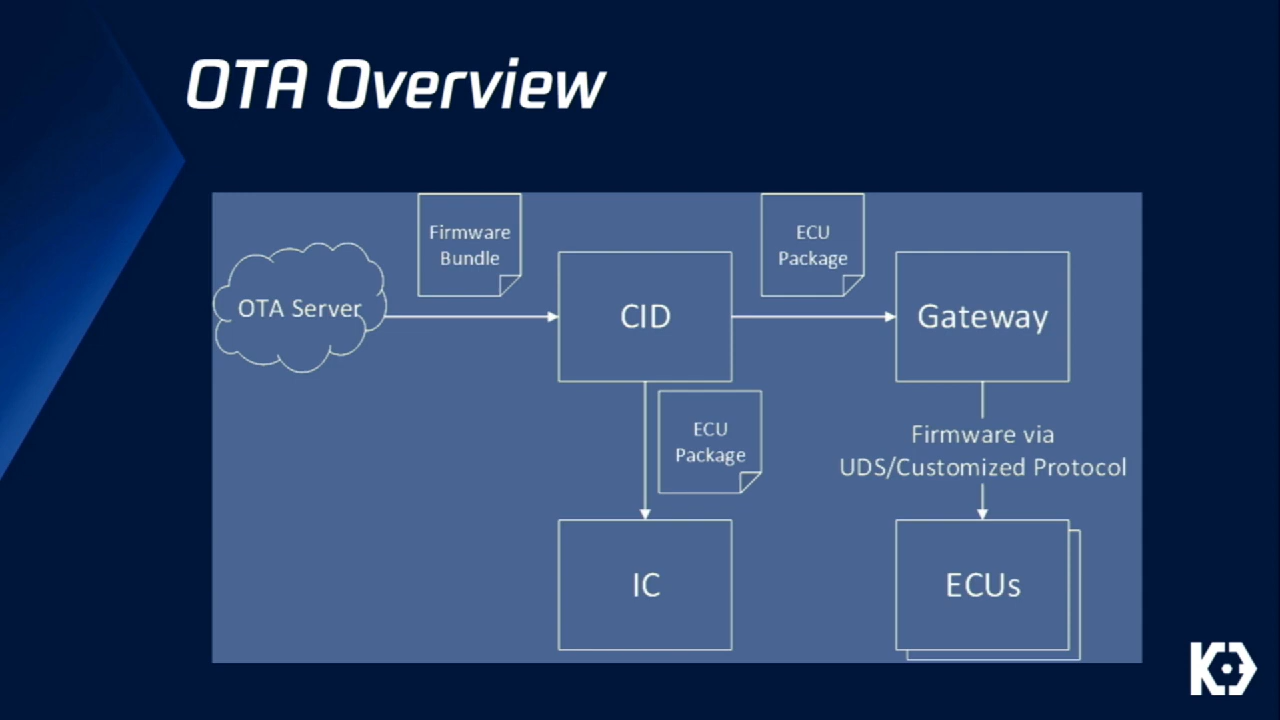 OTA Overview
Firmware
Bundle
ECU
Package
OTA Server
CID
Gateway
ECU
Package
Firmware via
UDS/Customized Protocol
IC
ECUs